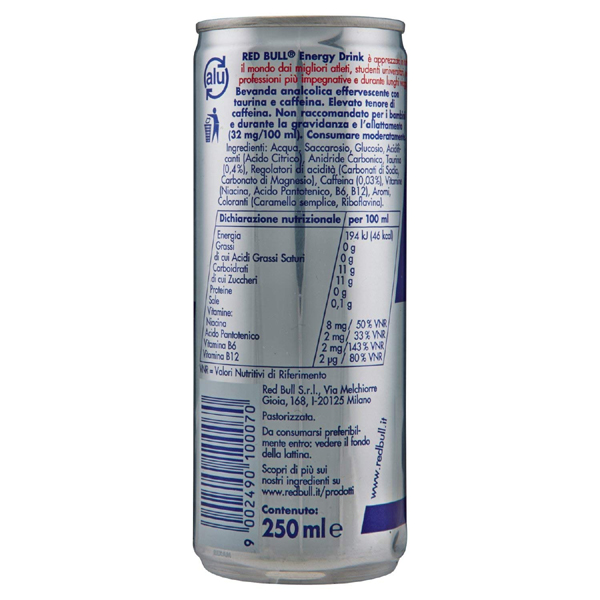 alu
RED BULL® Energy Drink è apprezzato in
il mondo dai migliori atleti, studenti universitari,
professioni più impegnative e durante lunghi
Bevanda analcolica effervescente con
taurina e caffeina. Elevato tenore di
caffeina. Non raccomandato per i bambini
e durante la gravidanza e l'allattamento
(32 mg/100 ml). Consumare moderatamente.
Ingredienti: Acqua, Saccarosio, Glucosio, Acidifi-
canti (Acido Citrico), Anidride Carbonica, Taurina
(0,4%), Regolatori di acidità (Carbonati di Sodio,
Carbonato di Magnesio), Caffeina (0,03%), Vitamine
(Niacina, Acido Pantotenico, B6, B12), Aromi,
Coloranti (Caramello semplice, Riboflavina).
Dichiarazione nutrizionale per 100 ml
Energia 194 kJ (46 kcal)
Grassi 0 g
di cui Acidi Grassi Saturi 0 g
Carboidrati 11 g
di cui Zuccheri 11 g
Proteine 0 g
Sale 0,1 g
Vitamine:
Niacina 8 mg/ 50% VNR
Acido Pantotenico 2 mg/ 33% VNR
Vitamina B6 2 mg/143% VNR
Vitamina B12 2 µg/ 80% VNR
VNR = Valori Nutritivi di Riferimento
Red Bull S.r.l., Via Melchiorre
Gioia, 168, I-20125 Milano
Pastorizzata.
Da consumarsi preferibil-
mente entro: vedere il fondo
della lattina.
Scopri di più sui
nostri ingredienti su
www.redbull.it/prodotti
Contenuto:
250 ml e
www.redbull.it
9 002490 100070